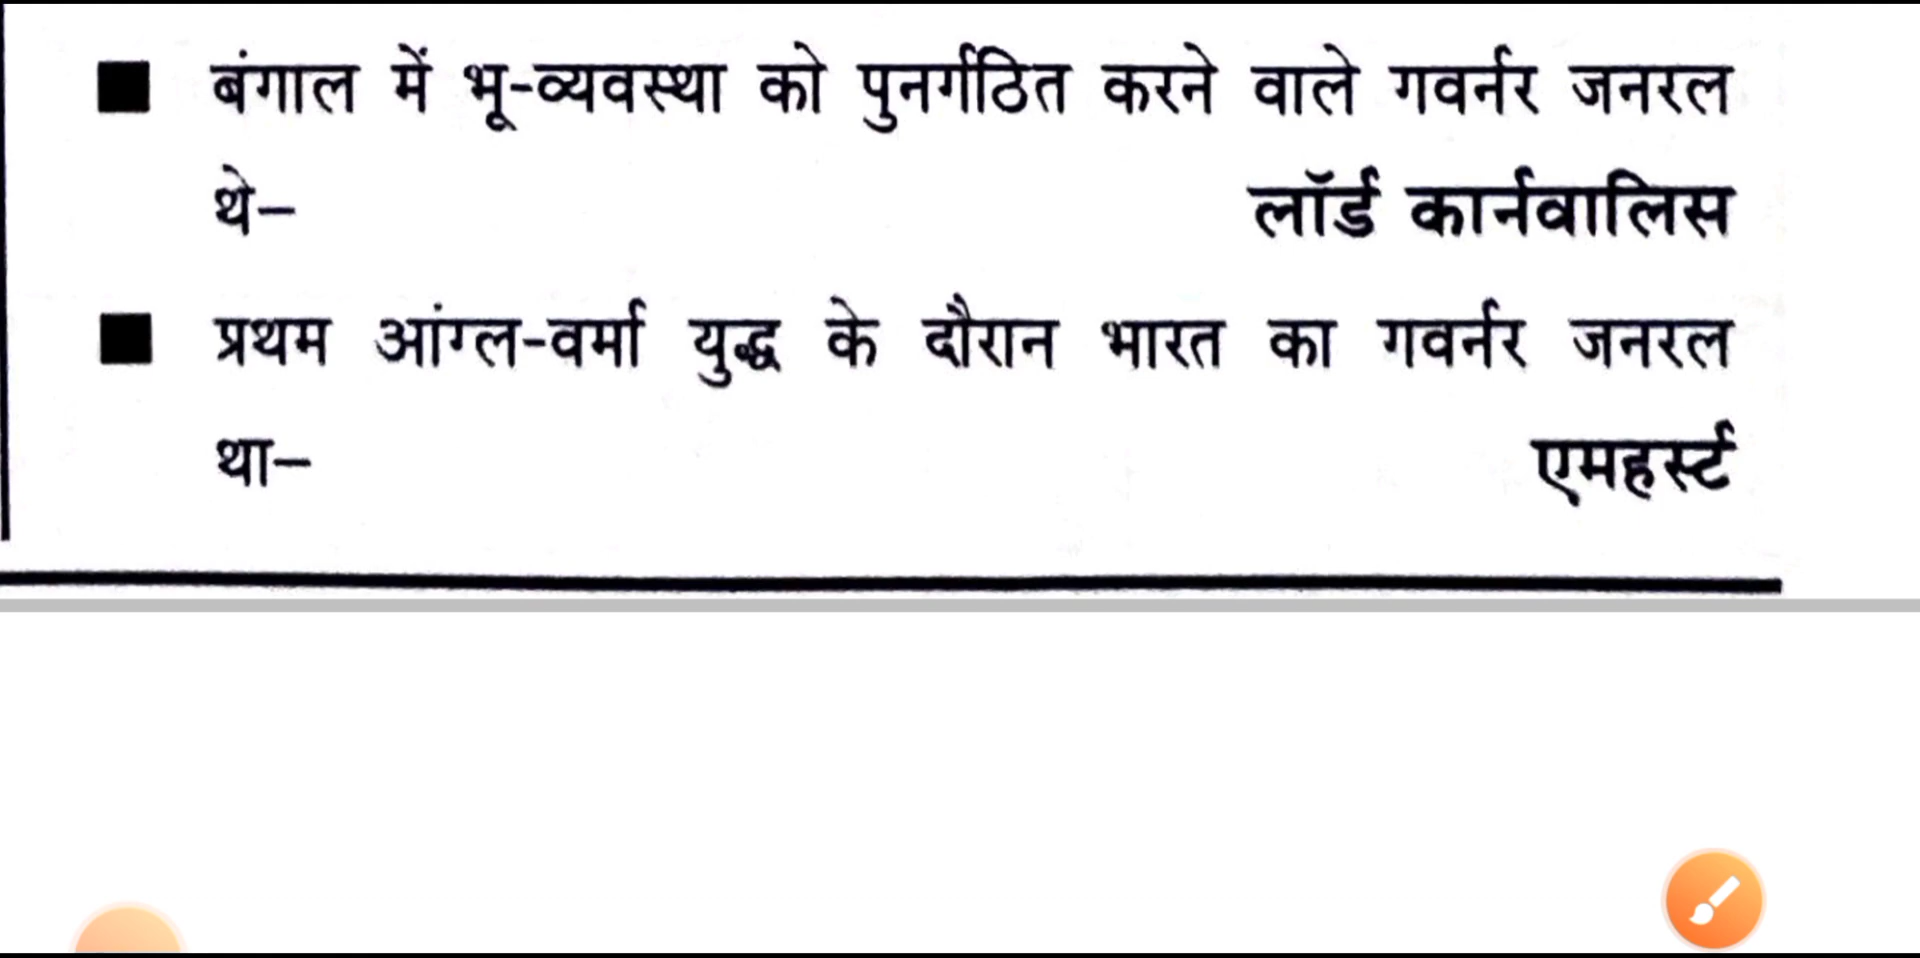 ■ बंगाल में भू-व्यवस्था को पुनर्गठित करने वाले गवर्नर जनरल
थे– लॉर्ड कार्नवालिस
■ प्रथम आंग्ल-वर्मा युद्ध के दौरान भारत का गवर्नर जनरल
था– एमहर्स्ट